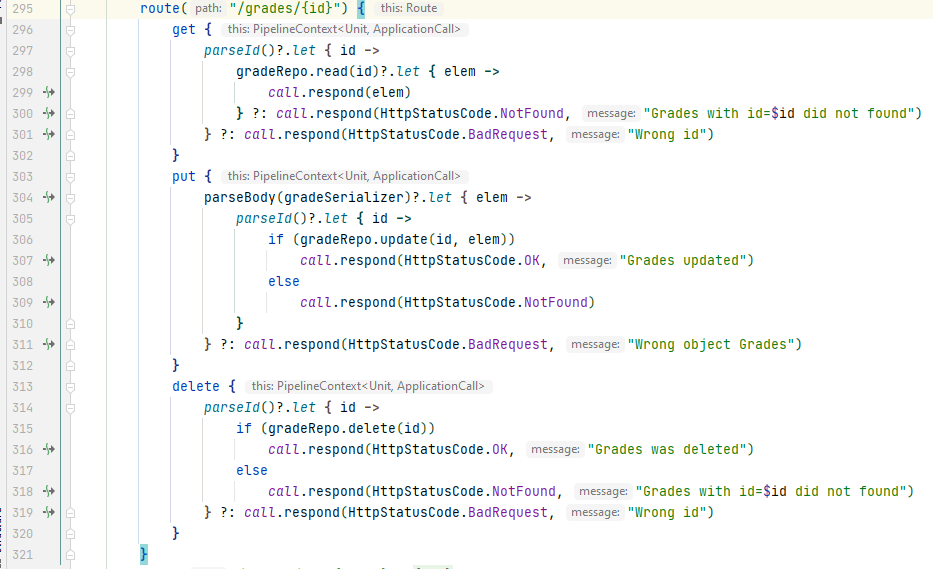 295 route( path: "/grades/{id}") { this: Route
296 get { this: PipelineContext<Unit, ApplicationCall>
297 parseId()?.let { id ->
298 gradeRepo.read(id)?.let { elem ->
299 call.respond(elem)
300 } ?: call.respond(HttpStatusCode.NotFound, message: "Grades with id=$id did not found")
301 } ?: call.respond(HttpStatusCode.BadRequest, message: "Wrong id")
302 }
303 put { this: PipelineContext<Unit, ApplicationCall>
304 parseBody(gradeSerializer)?.let { elem ->
305 parseId()?.let { id ->
306 if (gradeRepo.update(id, elem))
307 call.respond(HttpStatusCode.OK, message: "Grades updated")
308 else
309 call.respond(HttpStatusCode.NotFound)
310 }
311 } ?: call.respond(HttpStatusCode.BadRequest, message: "Wrong object Grades")
312 }
313 delete { this: PipelineContext<Unit, ApplicationCall>
314 parseId()?.let { id ->
315 if (gradeRepo.delete(id))
316 call.respond(HttpStatusCode.OK, message: "Grades was deleted")
317 else
318 call.respond(HttpStatusCode.NotFound, message: "Grades with id=$id did not found")
319 } ?: call.respond(HttpStatusCode.BadRequest, message: "Wrong id")
320 }
321 }